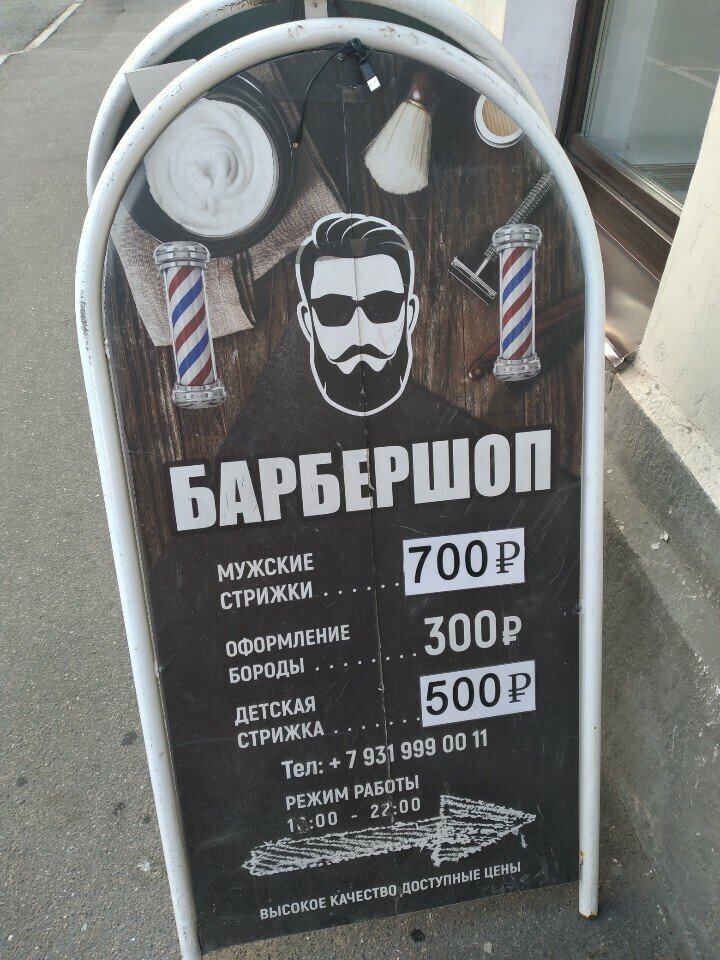 БАРБЕРШОП
МУЖСКИЕ
СТРИЖКИ ...... 700₽
ОФОРМЛЕНИЕ
БОРОДЫ ........ 300₽
ДЕТСКАЯ
СТРИЖКА ....... 500₽
Тел: + 7 931 999 00 11
РЕЖИМ РАБОТЫ
- 22:00
ВЫСОКОЕ КАЧЕСТВО ДОСТУПНЫЕ ЦЕНЫ